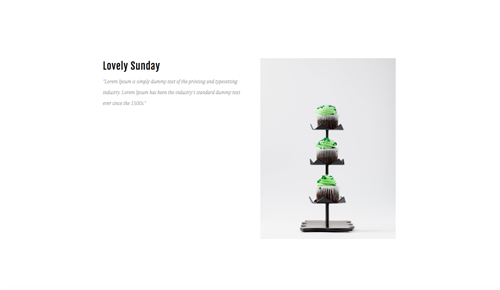 Lovely Sunday
"Lorem Ipsum is simply dummy text of the printing and typesetting
industry. Lorem Ipsum has been the industry's standard dummy text
ever since the 1500s."